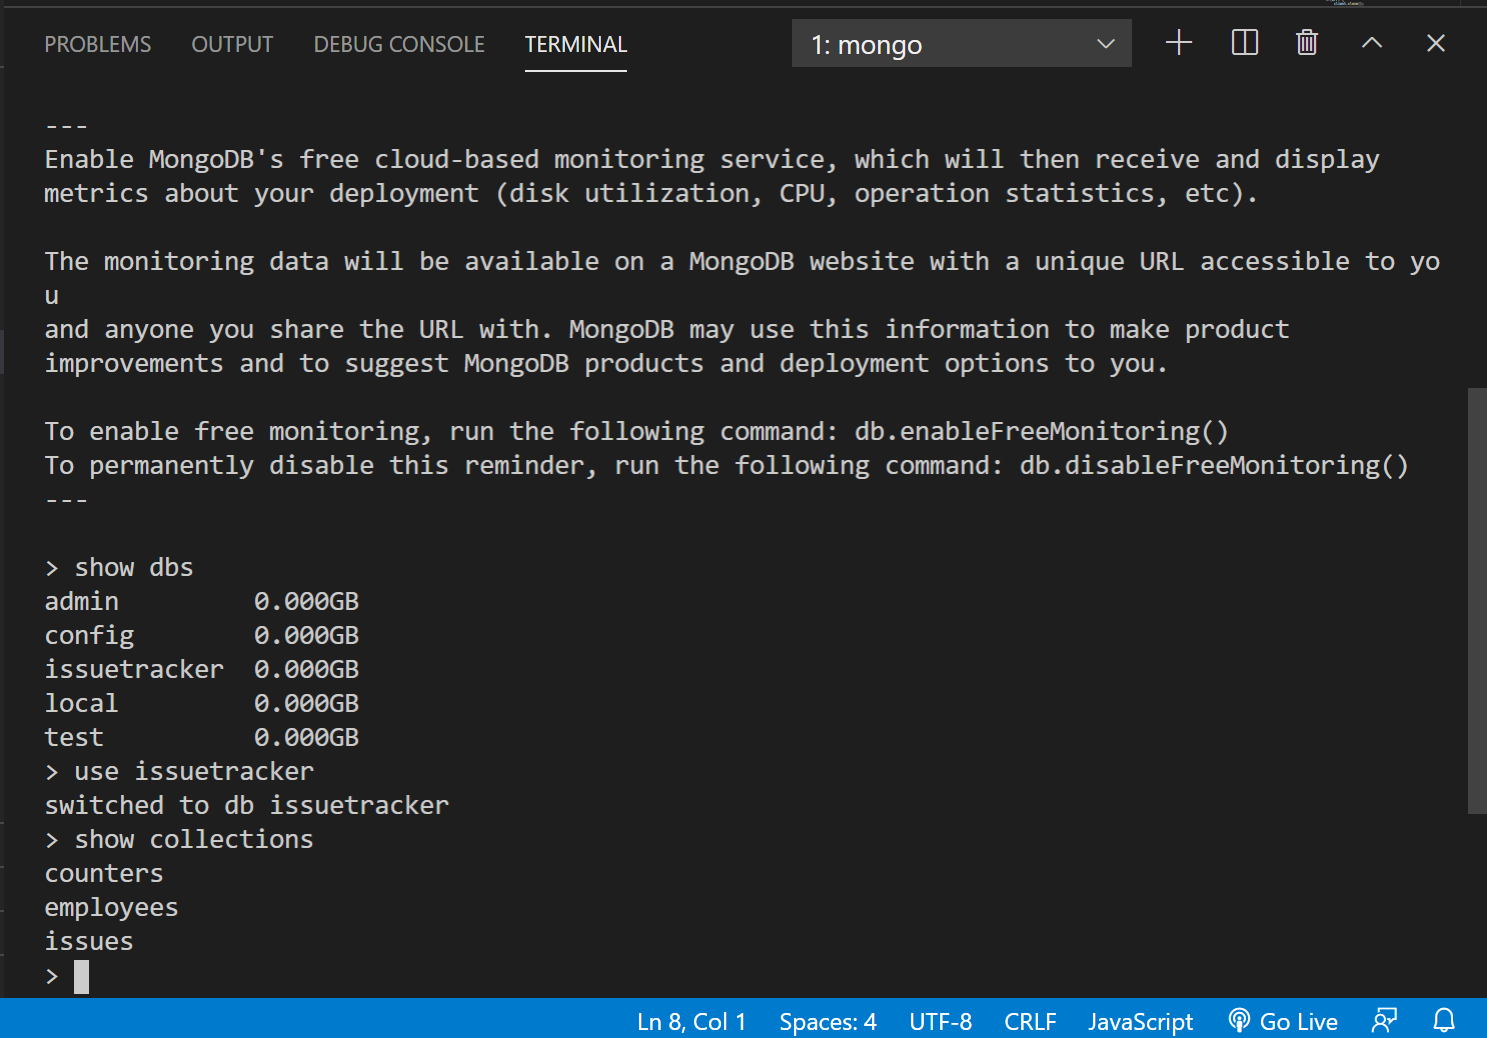 PROBLEMS OUTPUT DEBUG CONSOLE TERMINAL 1: mongo
---
Enable MongoDB's free cloud-based monitoring service, which will then receive and display
metrics about your deployment (disk utilization, CPU, operation statistics, etc).
The monitoring data will be available on a MongoDB website with a unique URL accessible to yo
u
and anyone you share the URL with. MongoDB may use this information to make product
improvements and to suggest MongoDB products and deployment options to you.
To enable free monitoring, run the following command: db.enableFreeMonitoring()
To permanently disable this reminder, run the following command: db.disableFreeMonitoring()
---
> show dbs
admin 0.000GB
config 0.000GB
issuetracker 0.000GB
local 0.000GB
test 0.000GB
> use issuetracker
switched to db issuetracker
> show collections
counters
employees
issues
>
Ln 8, Col 1 Spaces: 4 UTF-8 CRLF JavaScript Go Live